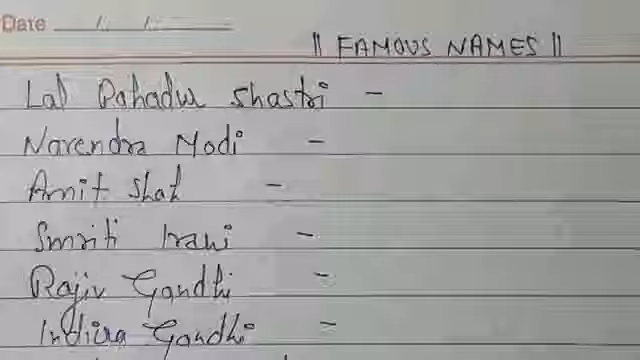 Date / /
|| FAMOUS NAMES ||
Lal Bahadur Shastri -
Narendra Modi -
Amit Shah -
Smriti Irani -
Rajiv Gandhi -
Indira Gandhi -